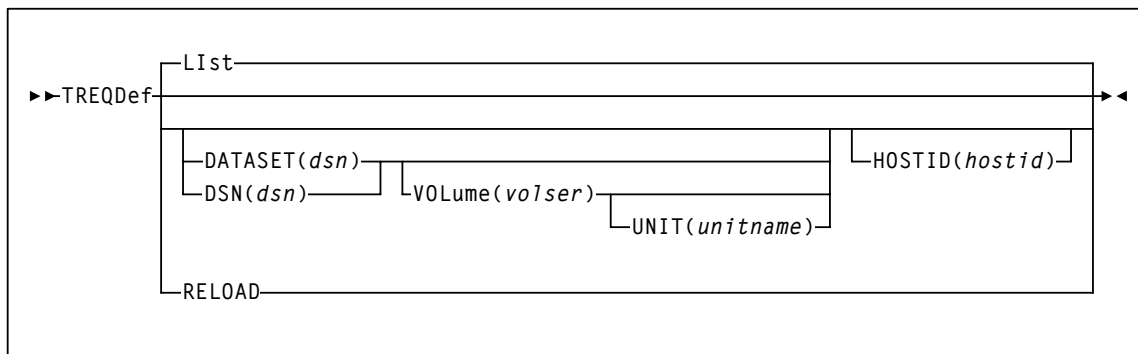 LIst
TREQDef
DATASET(dsn)
HOSTID(hostid)
DSN(dsn)
VOLume(volser)
UNIT(unitname)
RELOAD